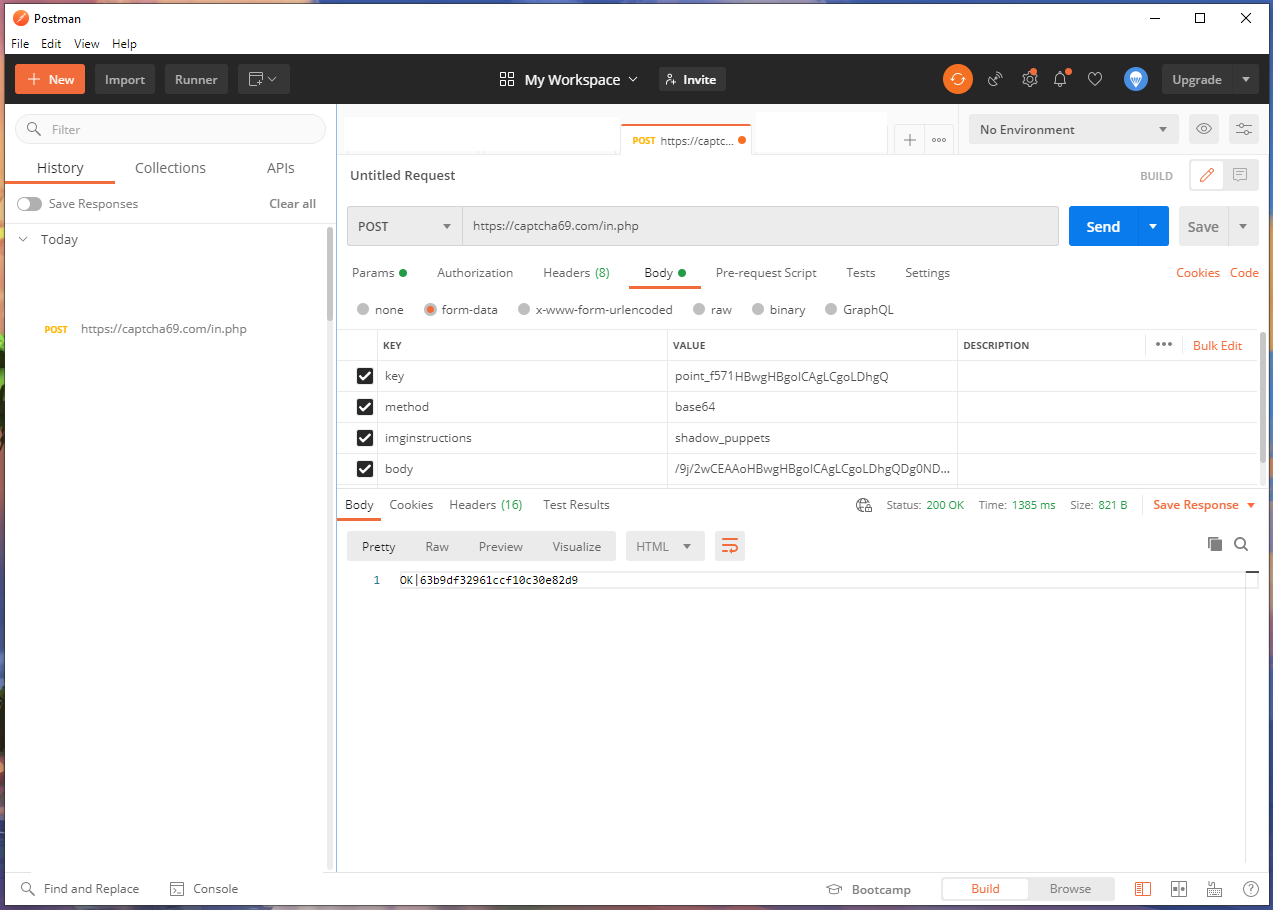 Postman
File Edit View Help
New Import Runner My Workspace Invite Upgrade
Filter
History Collections APIs
Save Responses Clear all
Today
POST https://captcha69.com/in.php
POST https://captc... No Environment
Untitled Request BUILD
POST https://captcha69.com/in.php Send Save
Params Authorization Headers (8) Body Pre-request Script Tests Settings Cookies Code
none form-data x-www-form-urlencoded raw binary GraphQL
KEY VALUE DESCRIPTION Bulk Edit
key point_f571HBwgHBgoICAgLCgoLDhgQ
method base64
imginstructions shadow_puppets
body /9j/2wCEAAoHBwgHBgoICAgLCgoLDhgQDg0ND...
Body Cookies Headers (16) Test Results Status: 200 OK Time: 1385 ms Size: 821 B Save Response
Pretty Raw Preview Visualize HTML
1 OK|63b9df32961ccf10c30e82d9
Find and Replace Console Bootcamp Build Browse